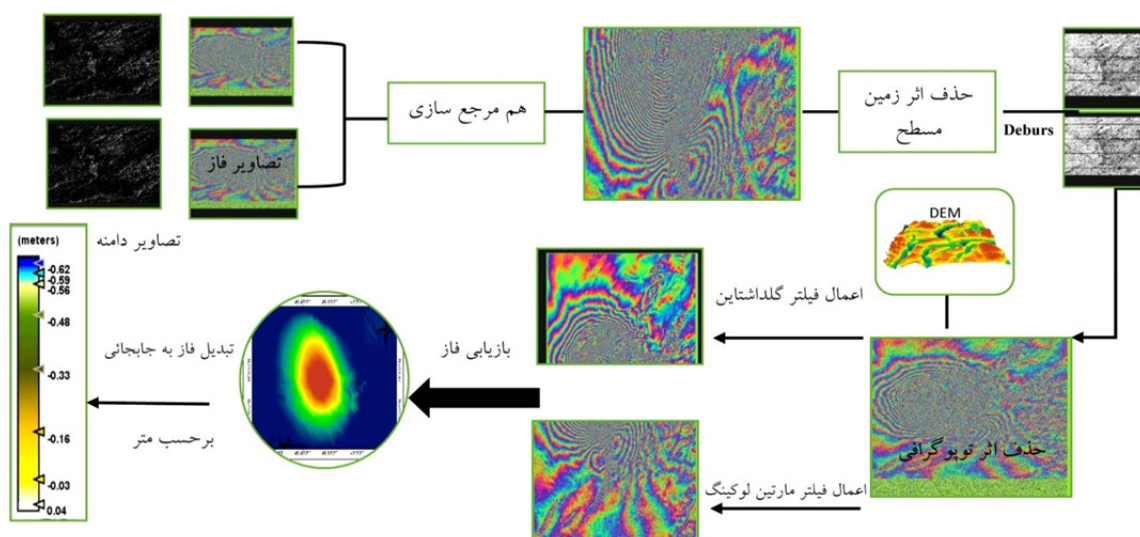 هم مرجع سازی
حذف اثر زمین
مسطح
Deburs
تصاویر فاز
تصاویر دامنه
DEM
اعمال فیلتر گلداشتاین
حذف اثر توپوگرافی
اعمال فیلتر مارتین لوکینگ
بازیابی فاز
تبدیل فاز به جابجائی
برحسب متر
(meters)
-0.62
-0.59
-0.56
-0.48
-0.33
-0.16
-0.03
0.04